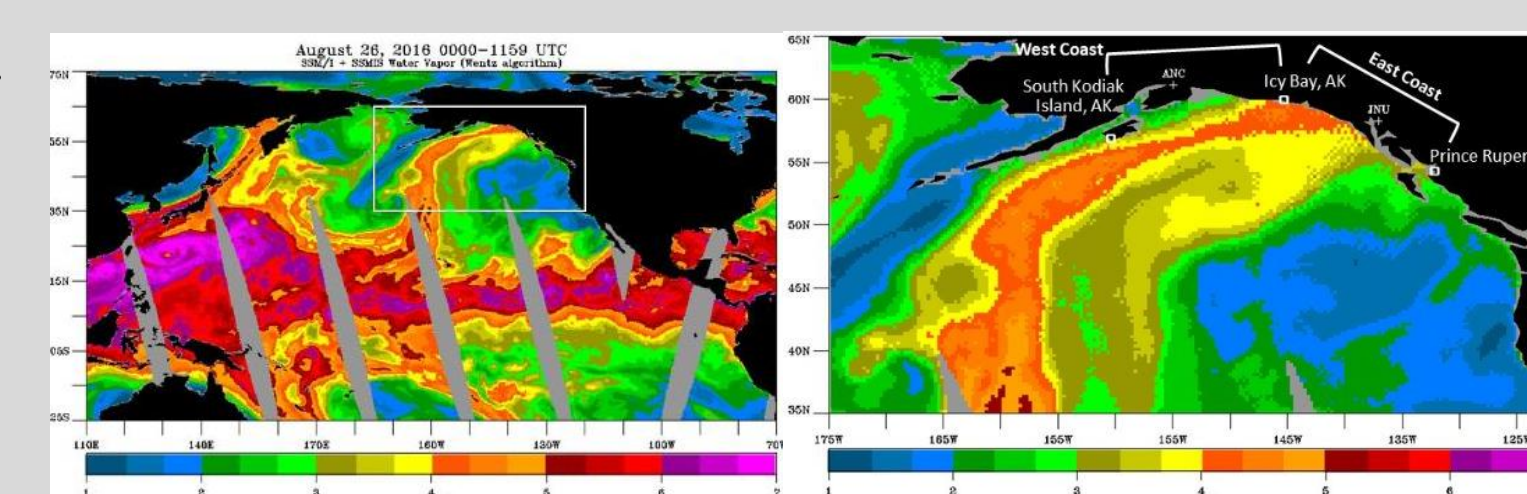 August 26, 2016 0000-1159 UTC
SSM/I + SSMIS Water Vapor (Wentz algorithm)
75N
55N
35N
15N
05S
25S
110E 140E 170E 160W 130W 100W 70W
1 2 3 4 5 6 7
65N
60N
55N
50N
45N
40N
35N
West Coast
South Kodiak
Island, AK
ANC
Icy Bay, AK
East Coast
JNU
Prince Ruper
175W 165W 155W 155W 145W 135W 125W
1 2 3 4 5 6